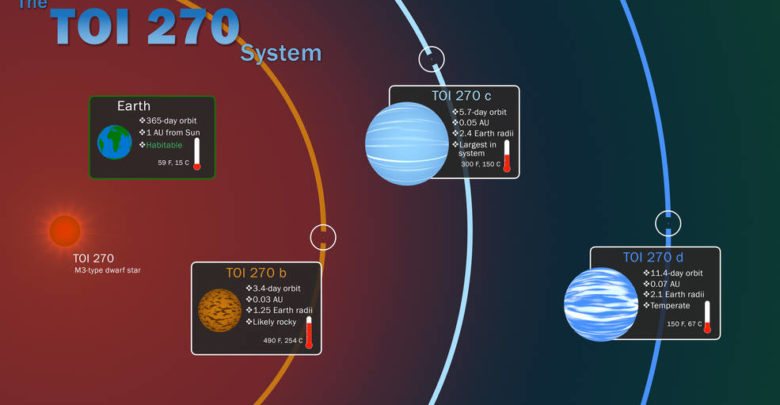 The
TOI 270
System
Earth
❖365-day orbit
❖1 AU from Sun
❖Habitable
59 F, 15 C
TOI 270 c
❖5.7-day orbit
❖0.05 AU
❖2.4 Earth radii
❖Largest in
system
300 F, 150 C
TOI 270
M3-type dwarf star
TOI 270 b
❖3.4-day orbit
❖0.03 AU
❖1.25 Earth radii
❖Likely rocky
490 F, 254 C
TOI 270 d
❖11.4-day orbit
❖0.07 AU
❖2.1 Earth radii
❖Temperate
150 F, 67 C